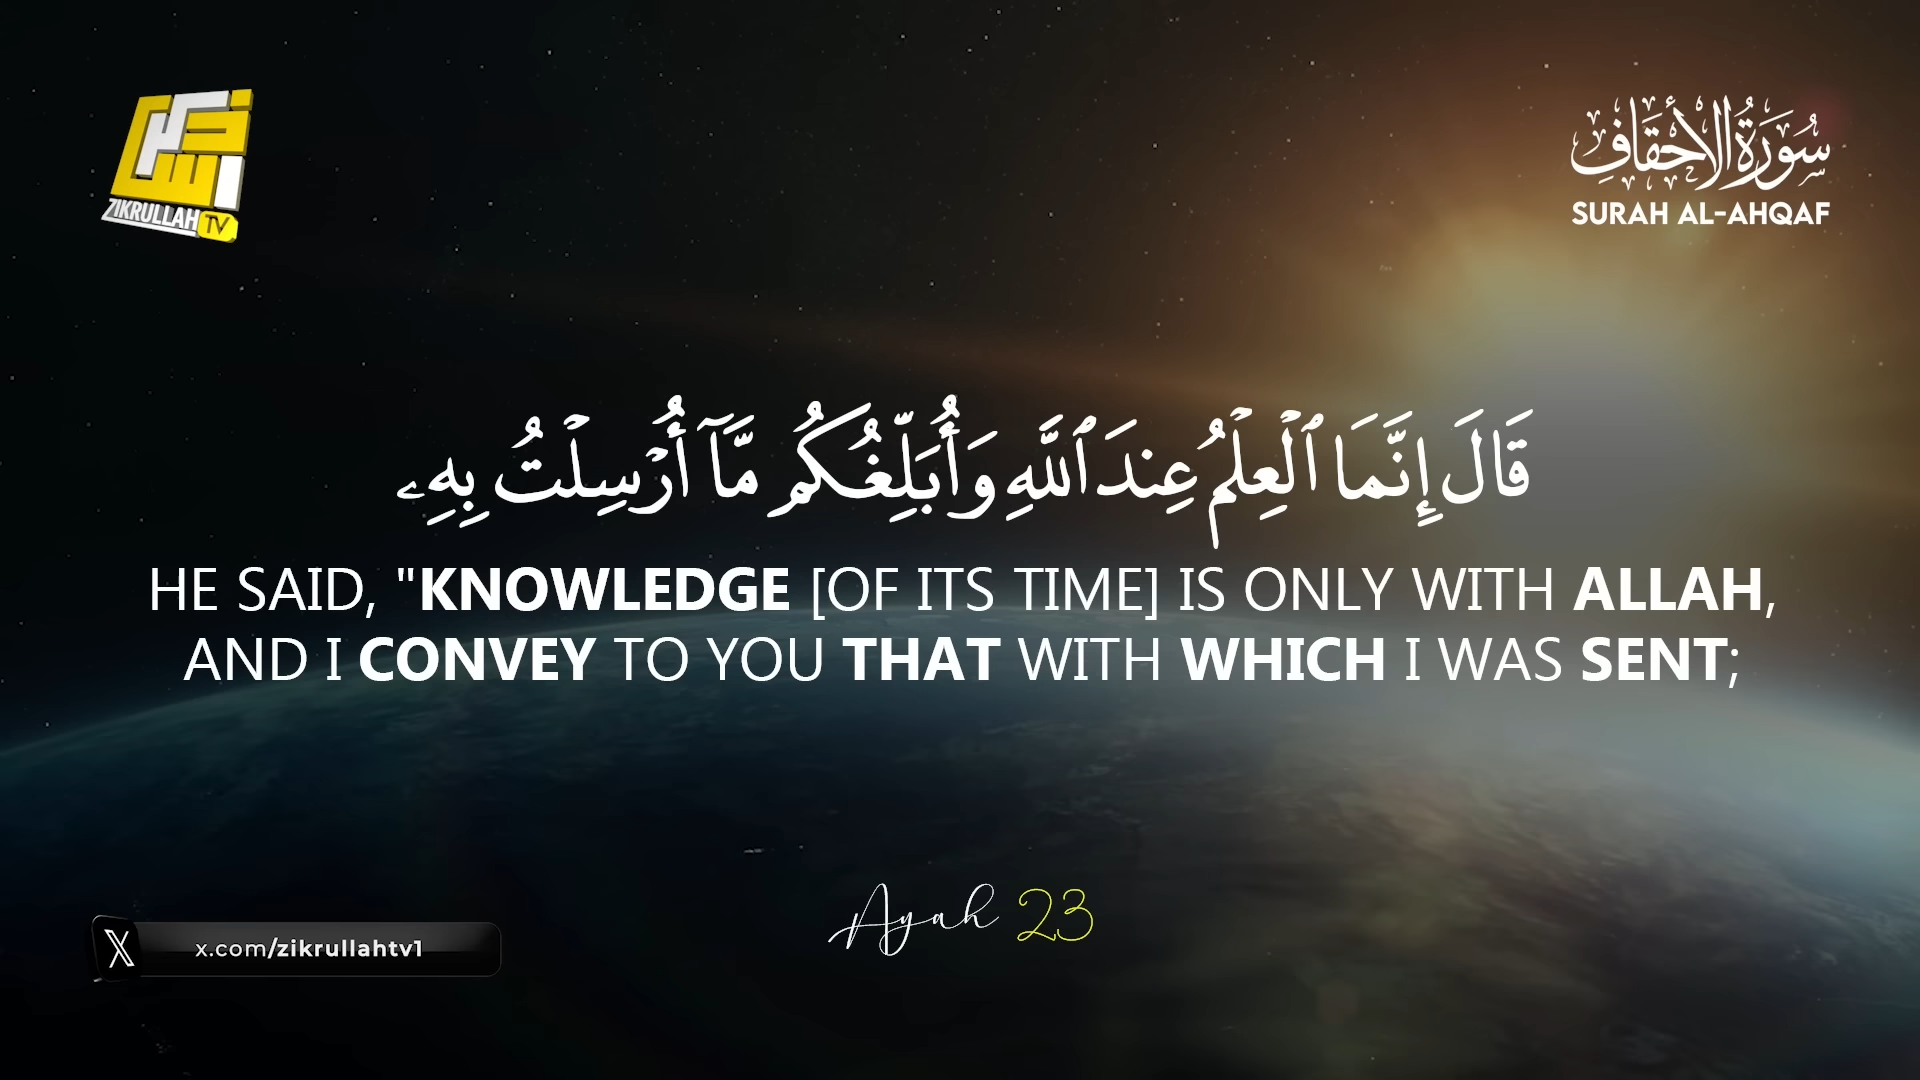 ZIKRULLAH TV
سُورَةُ الأَحْقَافِ
SURAH AL-AHQAF
قَالَ إِنَّمَا ٱلْعِلْمُ عِندَ ٱللَّهِ وَأُبَلِّغُكُم مَّآ أُرْسِلْتُ بِهِۦ
HE SAID, "KNOWLEDGE [OF ITS TIME] IS ONLY WITH ALLAH,
AND I CONVEY TO YOU THAT WITH WHICH I WAS SENT;
Ayah 23
X x.com/zikrullahtv1